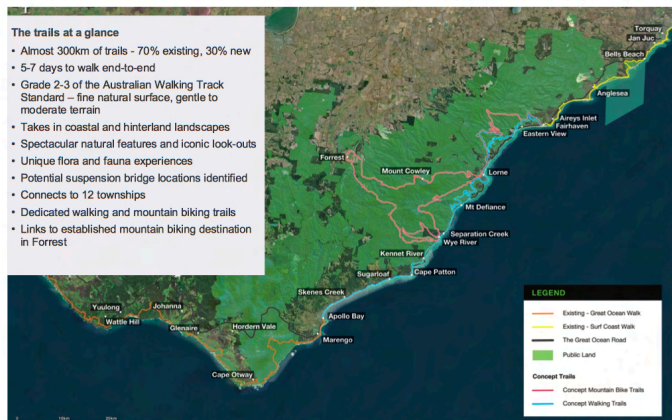 The trails at a glance
• Almost 300km of trails - 70% existing, 30% new
• 5-7 days to walk end-to-end
• Grade 2-3 of the Australian Walking Track
Standard – fine natural surface, gentle to
moderate terrain
• Takes in coastal and hinterland landscapes
• Spectacular natural features and iconic look-outs
• Unique flora and fauna experiences
• Potential suspension bridge locations identified
• Connects to 12 townships
• Dedicated walking and mountain biking trails
• Links to established mountain biking destination
in Forrest
Torquay
Jan Juc
Bells Beach
Anglesea
Aireys Inlet
Fairhaven
Eastern View
Forrest
Mount Cowley
Lorne
Mt Defiance
Separation Creek
Wye River
Kennet River
Sugarloaf
Cape Patton
Skenes Creek
Yuulong
Johanna
Wattle Hill
Glenaire
Hordern Vale
Apollo Bay
Marengo
Cape Otway
LEGEND
Existing - Great Ocean Walk
Existing - Surf Coast Walk
The Great Ocean Road
Public Land
Concept Trails
Concept Mountain Bike Trails
Concept Walking Trails
0 10km 20km